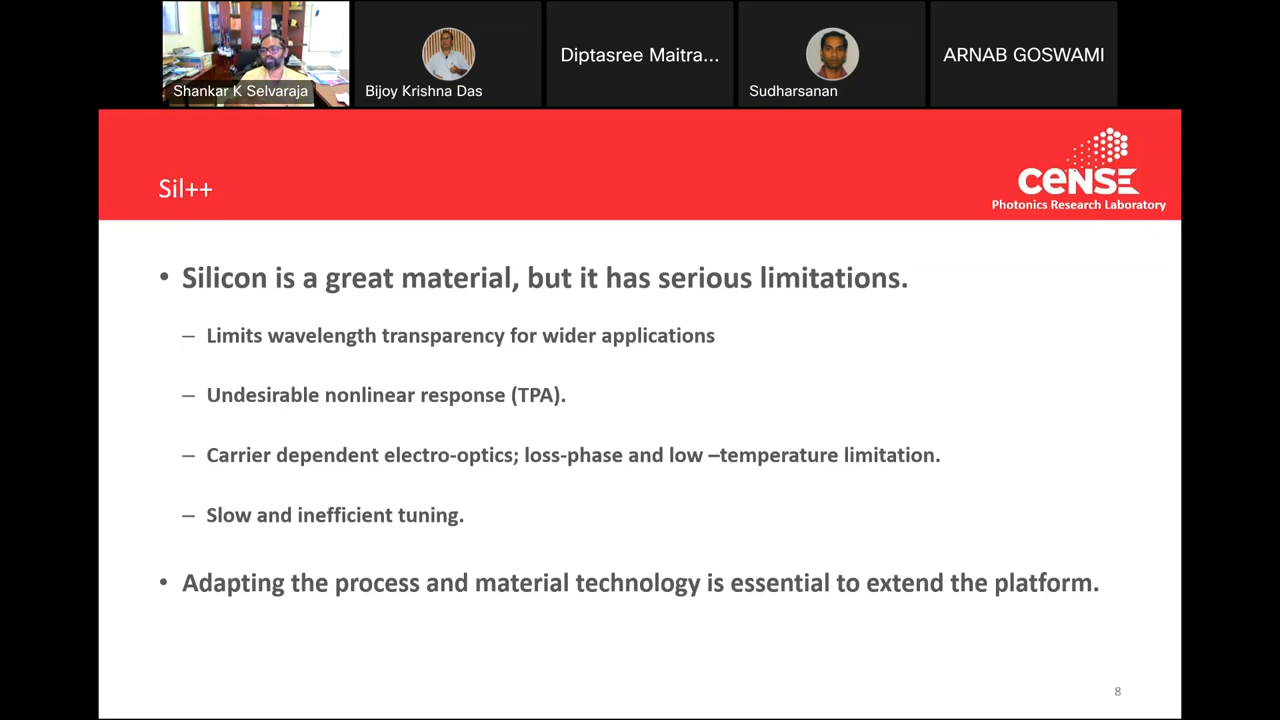 Shankar K Selvaraja
Bijoy Krishna Das
Diptasree Maitra...
Sudharsanan
ARNAB GOSWAMI
Sil++
CeNSE
Photonics Research Laboratory
• Silicon is a great material, but it has serious limitations.
– Limits wavelength transparency for wider applications
– Undesirable nonlinear response (TPA).
– Carrier dependent electro-optics; loss-phase and low –temperature limitation.
– Slow and inefficient tuning.
• Adapting the process and material technology is essential to extend the platform.
8